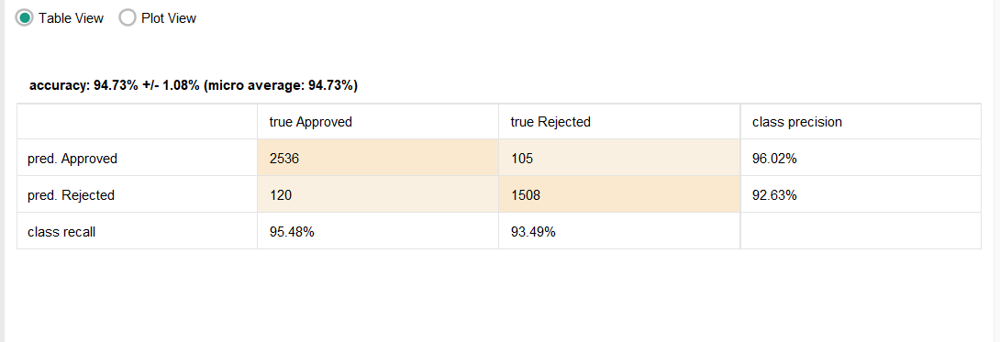 Table View Plot View
accuracy: 94.73% +/- 1.08% (micro average: 94.73%)
true Approved true Rejected class precision
pred. Approved 2536 105 96.02%
pred. Rejected 120 1508 92.63%
class recall 95.48% 93.49%